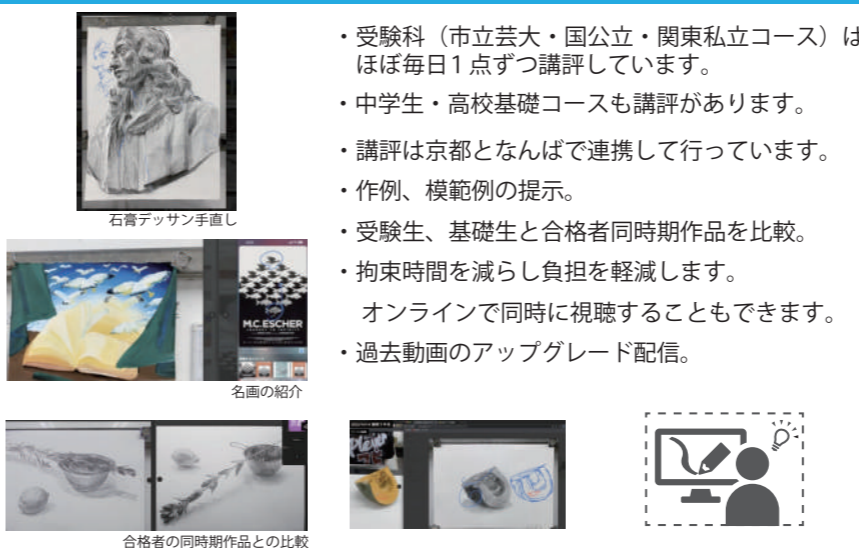 ・受験科（市立芸大・国公立・関東私立コース）は
ほぼ毎日1点ずつ講評しています。
・中学生・高校基礎コースも講評があります。
・講評は京都となんばで連携して行っています。
・作例、模範例の提示。
・受験生、基礎生と合格者同時期作品を比較。
・拘束時間を減らし負担を軽減します。
オンラインで同時に視聴することもできます。
・過去動画のアップグレード配信。
石膏デッサン手直し
M.C.ESCHER
名画の紹介
合格者の同時期作品との比較